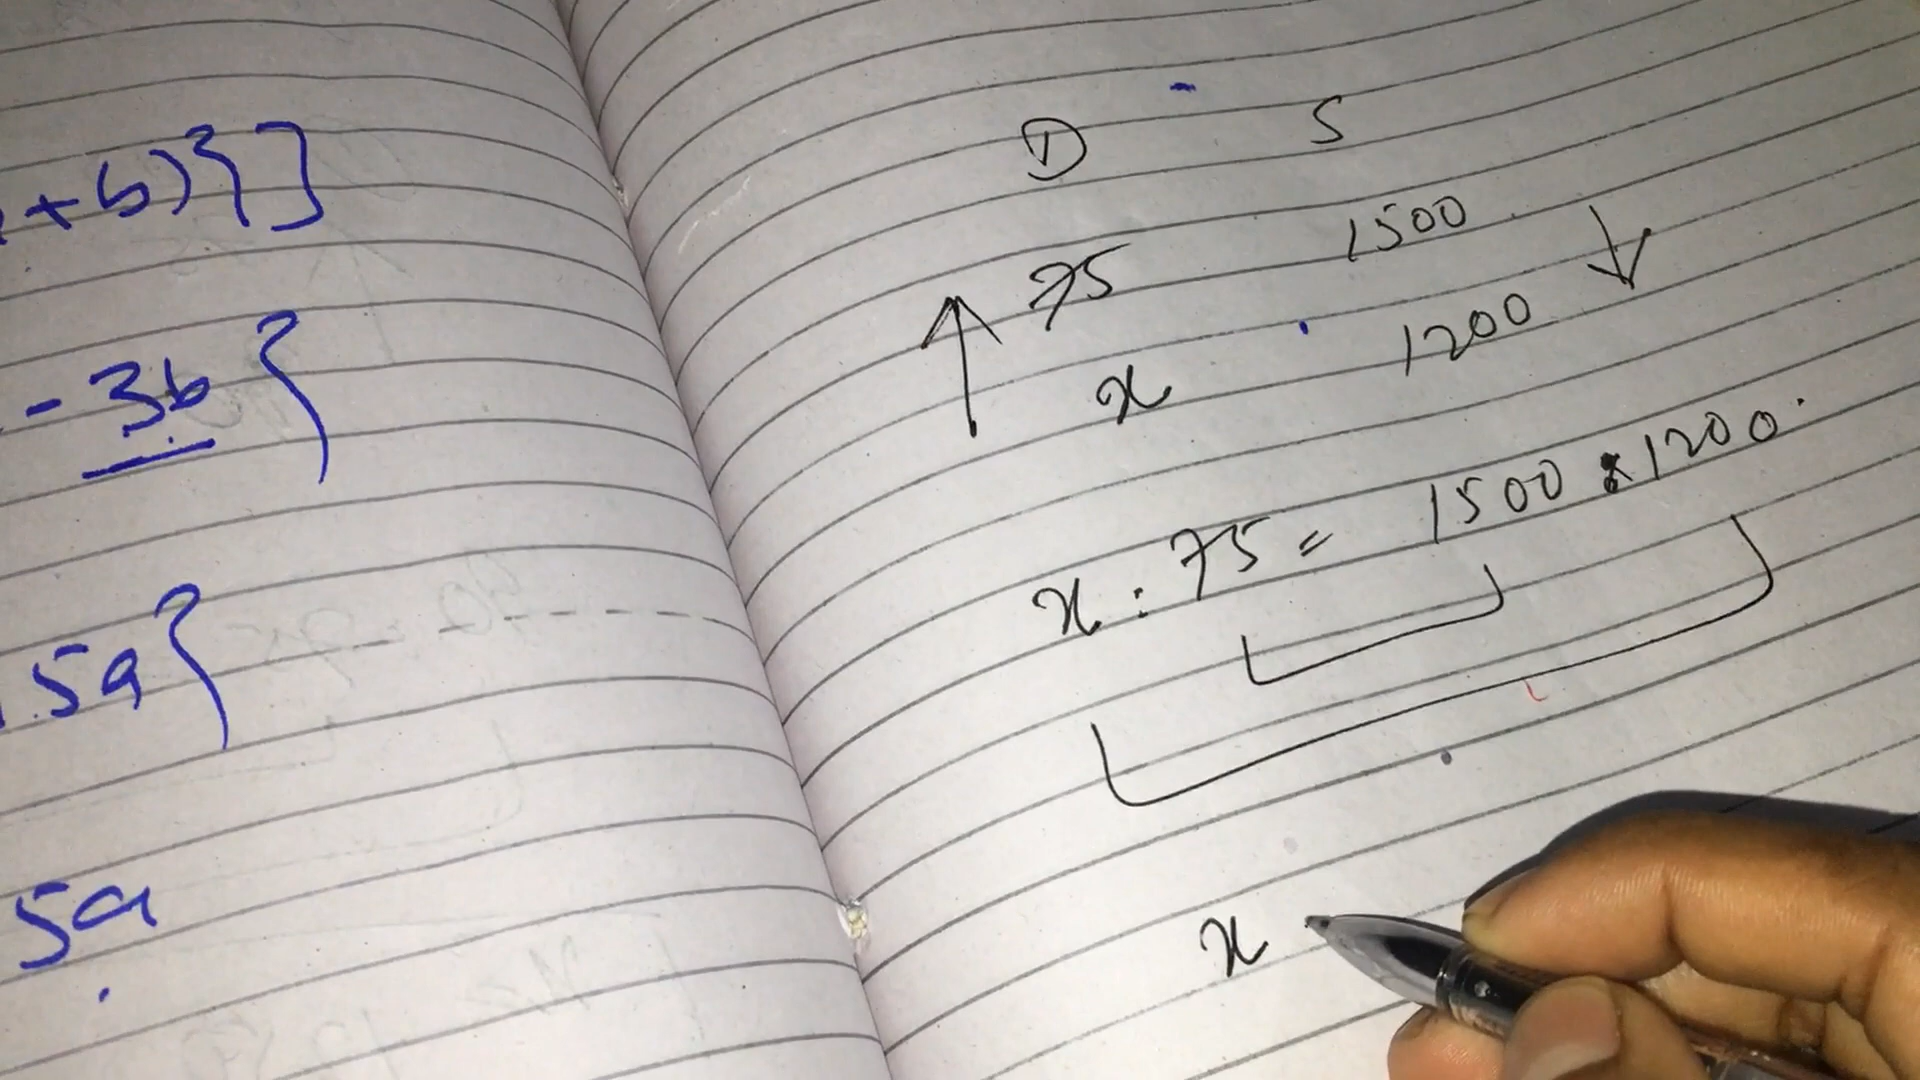 + b)}]
- 3b}
5a}
5a
D S
75 1500
x 1200
x : 75 = 1500 : 1200
x